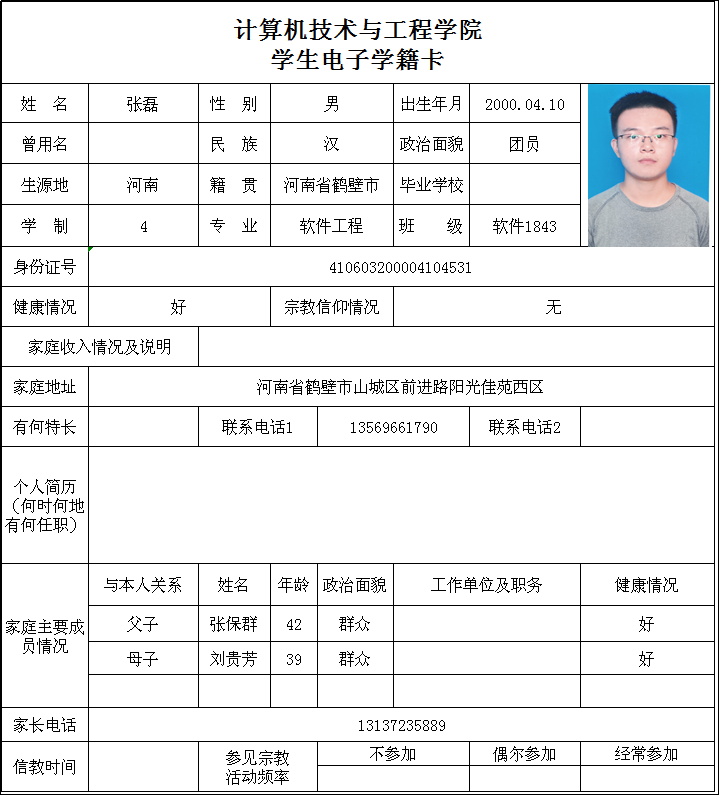 计算机技术与工程学院
学生电子学籍卡
姓 名 张磊 性 别 男 出生年月 2000.04.10
曾用名 民 族 汉 政治面貌 团员
生源地 河南 籍 贯 河南省鹤壁市 毕业学校
学 制 4 专 业 软件工程 班 级 软件1843
身份证号 410603200004104531
健康情况 好 宗教信仰情况 无
家庭收入情况及说明
家庭地址 河南省鹤壁市山城区前进路阳光佳苑西区
有何特长 联系电话1 13569661790 联系电话2
个人简历
（何时何地
有何任职）
家庭主要成
员情况
与本人关系 姓名 年龄 政治面貌 工作单位及职务 健康情况
父子 张保群 42 群众 好
母子 刘贵芳 39 群众 好
家长电话 13137235889
信教时间 参见宗教
活动频率
不参加 偶尔参加 经常参加